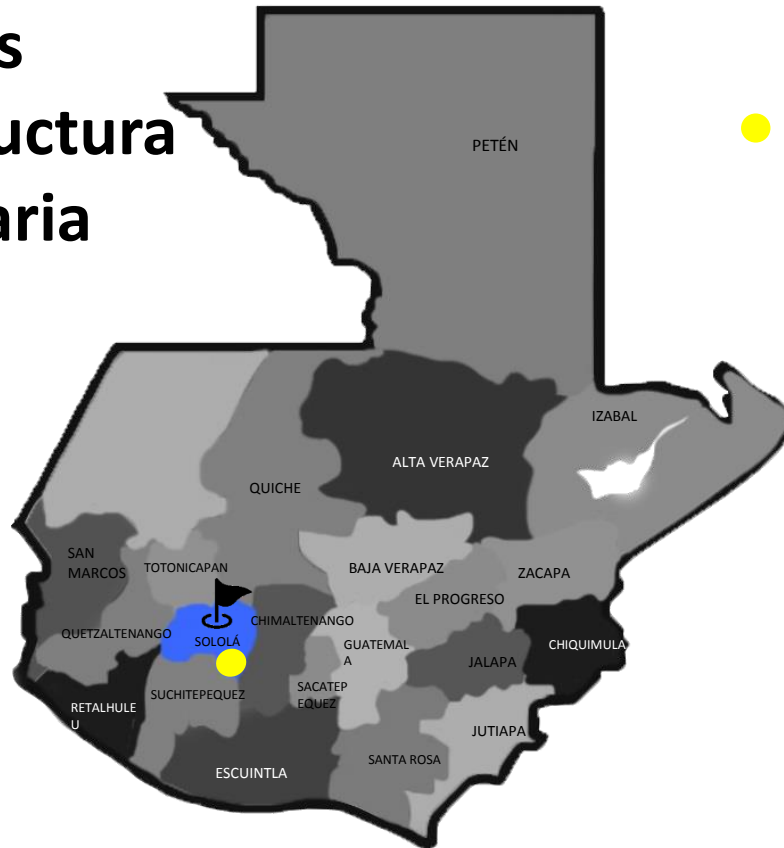 s
uctura
aria
PETÉN
IZABAL
ALTA VERAPAZ
QUICHE
SAN
MARCOS
TOTONICAPAN
BAJA VERAPAZ
ZACAPA
EL PROGRESO
QUETZALTENANGO
SOLOLÁ
CHIMALTENANGO
GUATEMAL
A
JALAPA
CHIQUIMULA
RETALHULE
U
SUCHITEPEQUEZ
SACATEP
EQUEZ
ESCUINTLA
SANTA ROSA
JUTIAPA